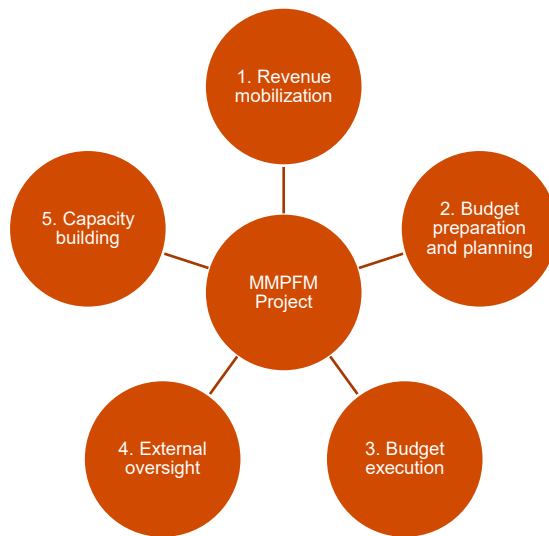 1. Revenue
mobilization
2. Budget
preparation
and planning
3. Budget
execution
4. External
oversight
5. Capacity
building
MMPFM
Project